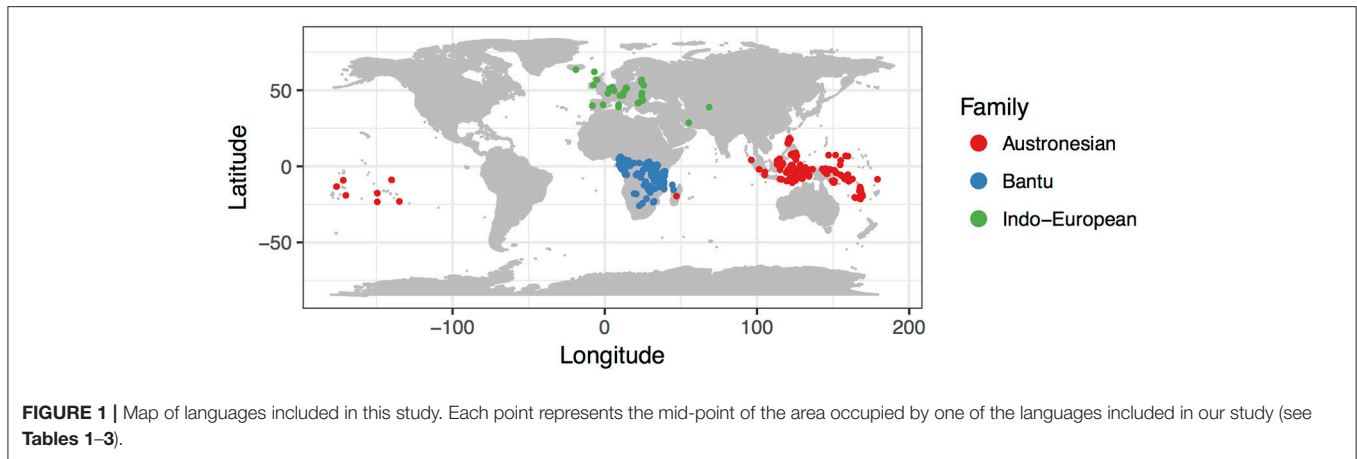 50
0
−50
Latitude
−100
0
100
200
Longitude
Family
Austronesian
Bantu
Indo−European
FIGURE 1 | Map of languages included in this study. Each point represents the mid-point of the area occupied by one of the languages included in our study (see
Tables 1–3).